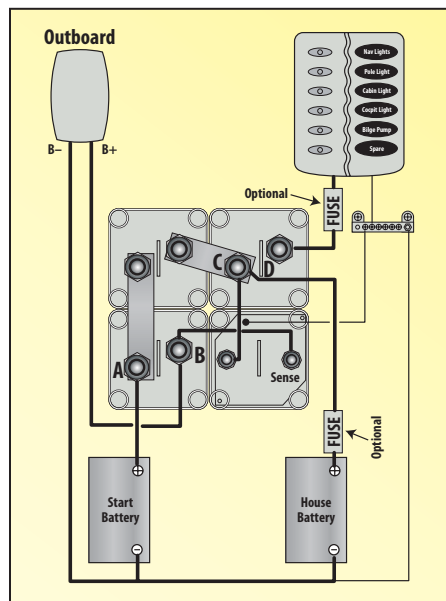 Outboard
B–
B+
Nav Lights
Pole Light
Cabin Light
Cocpit Light
Bilge Pump
Spare
Optional
FUSE
C
D
A
B
Sense
FUSE
Optional
+
Start
Battery
–
+
House
Battery
–